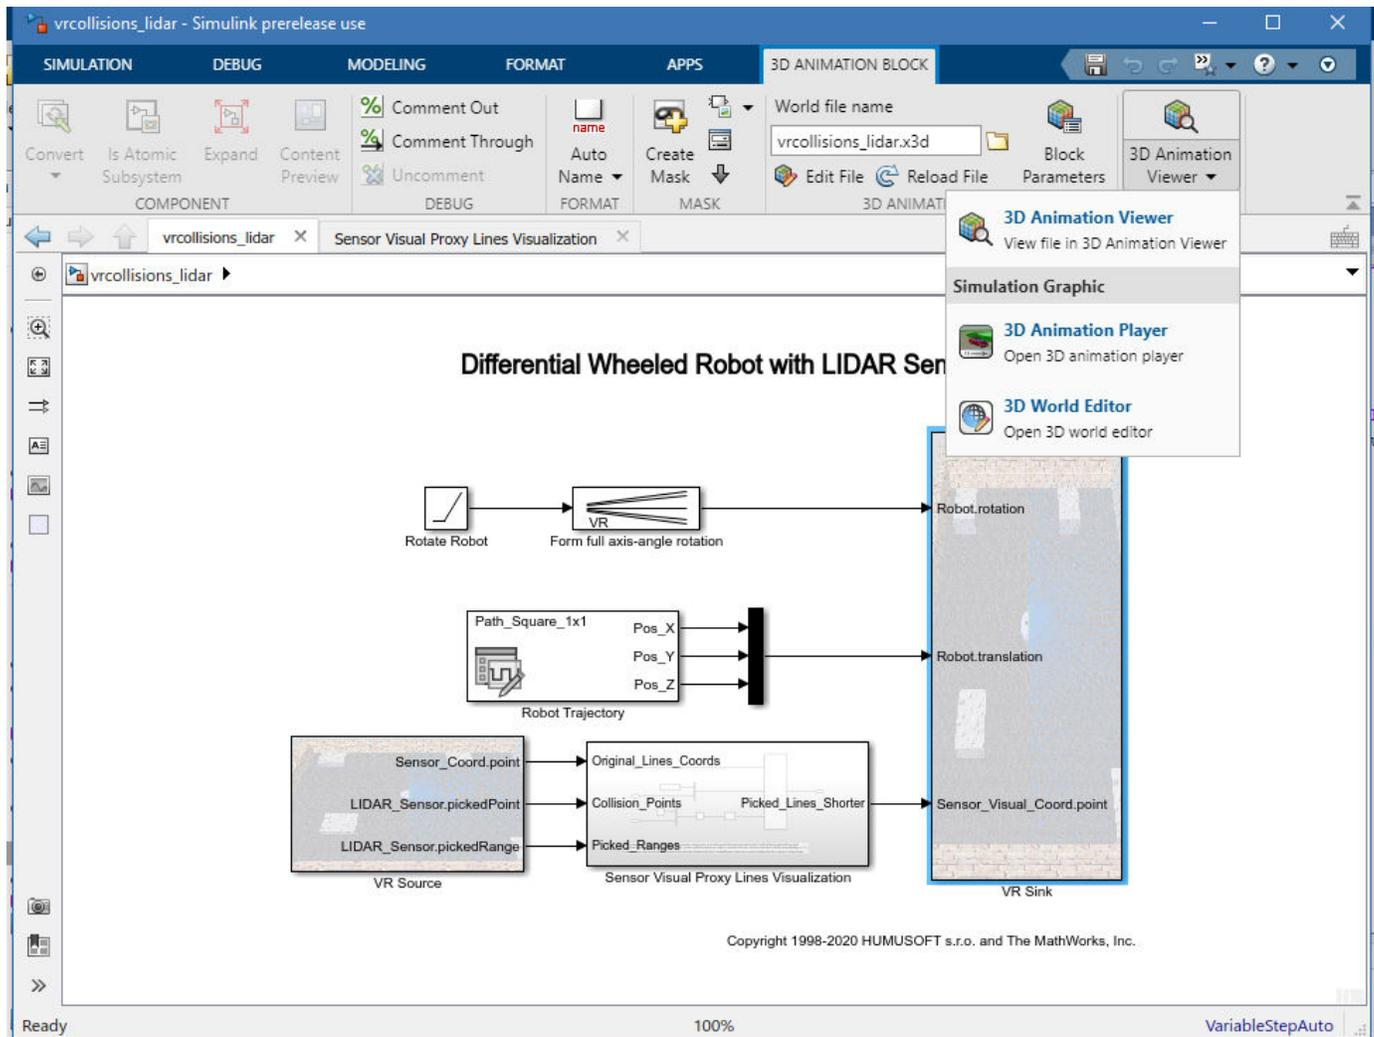 vrcollisions_lidar - Simulink prerelease use
SIMULATION DEBUG MODELING FORMAT APPS 3D ANIMATION BLOCK
Convert
Is Atomic
Subsystem
Expand
Content
Preview
COMPONENT
Comment Out
Comment Through
Uncomment
DEBUG
name
Auto
Name
FORMAT
Create
Mask
MASK
World file name
vrcollisions_lidar.x3d
Edit File Reload File
Block
Parameters
3D Animation
Viewer
3D ANIMAT
3D Animation Viewer
View file in 3D Animation Viewer
Simulation Graphic
3D Animation Player
Open 3D animation player
3D World Editor
Open 3D world editor
vrcollisions_lidar Sensor Visual Proxy Lines Visualization
vrcollisions_lidar
Differential Wheeled Robot with LIDAR Sen
Rotate Robot
VR
Form full axis-angle rotation
Robot.rotation
Path_Square_1x1
Pos_X
Pos_Y
Pos_Z
Robot Trajectory
Robot.translation
Sensor_Coord.point
LIDAR_Sensor.pickedPoint
LIDAR_Sensor.pickedRange
VR Source
Original_Lines_Coords
Collision_Points
Picked_Lines_Shorter
Picked_Ranges
Sensor Visual Proxy Lines Visualization
Sensor_Visual_Coord.point
VR Sink
Copyright 1998-2020 HUMUSOFT s.r.o. and The MathWorks, Inc.
Ready 100% VariableStepAuto